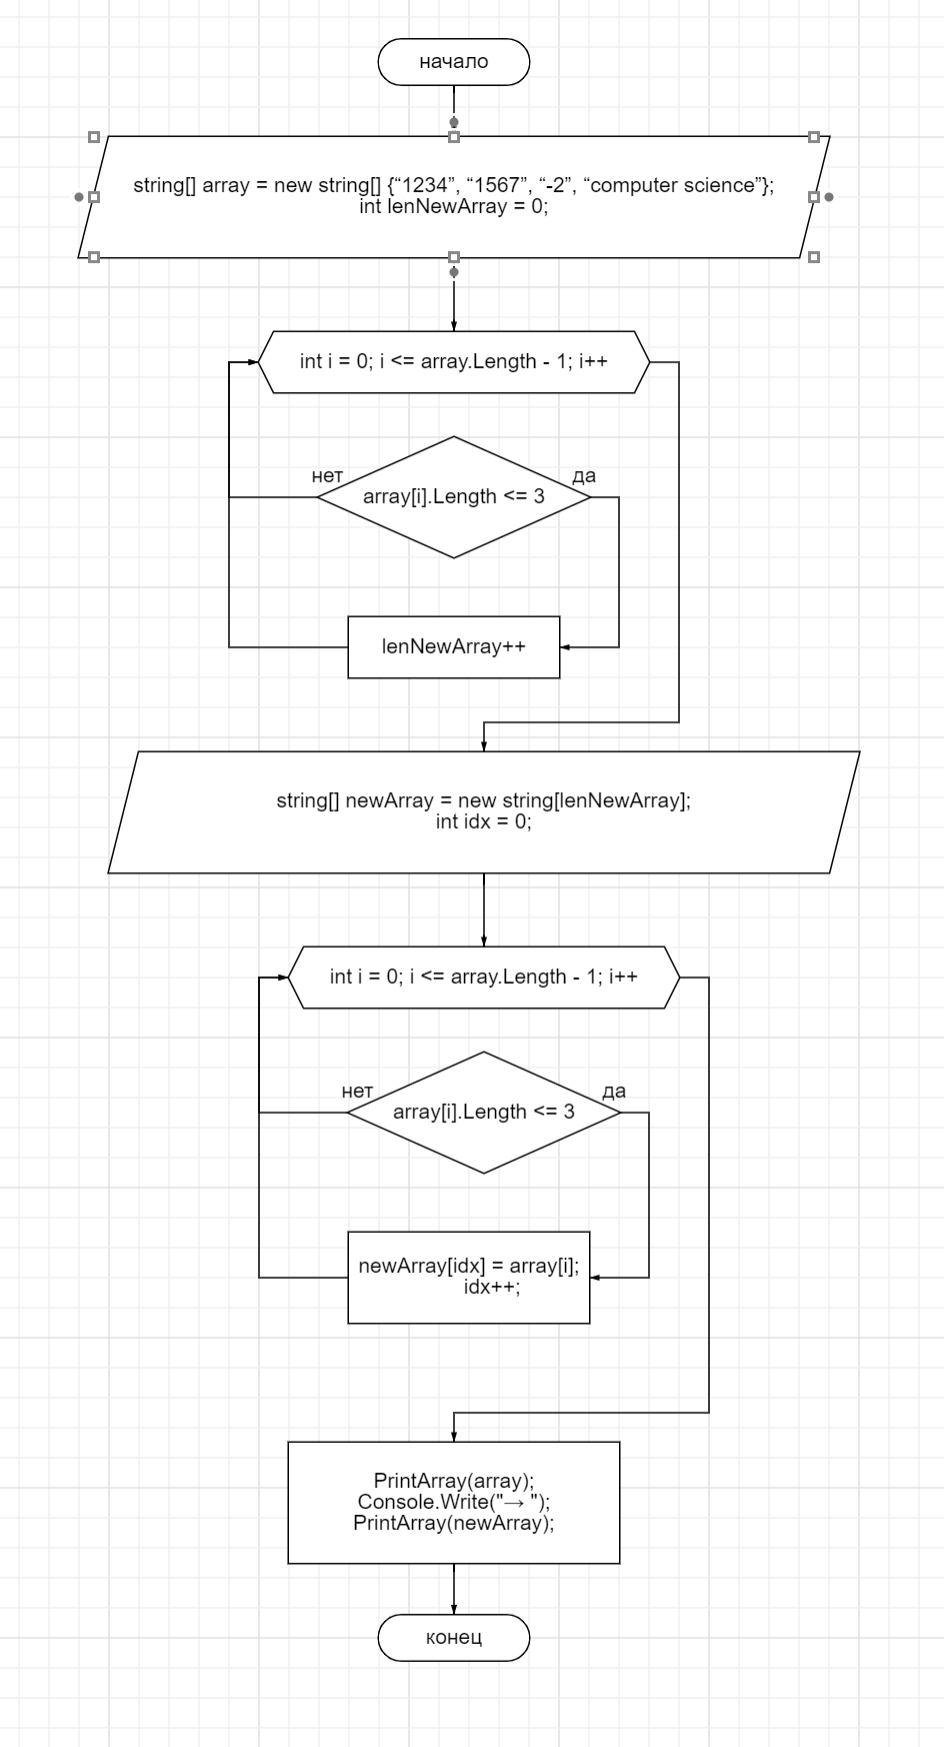 начало
string[] array = new string[] {“1234”, “1567”, “-2”, “computer science”};
int lenNewArray = 0;
int i = 0; i <= array.Length - 1; i++
нет
да
array[i].Length <= 3
lenNewArray++
string[] newArray = new string[lenNewArray];
int idx = 0;
int i = 0; i <= array.Length - 1; i++
нет
да
array[i].Length <= 3
newArray[idx] = array[i];
idx++;
PrintArray(array);
Console.Write("→ ");
PrintArray(newArray);
конец